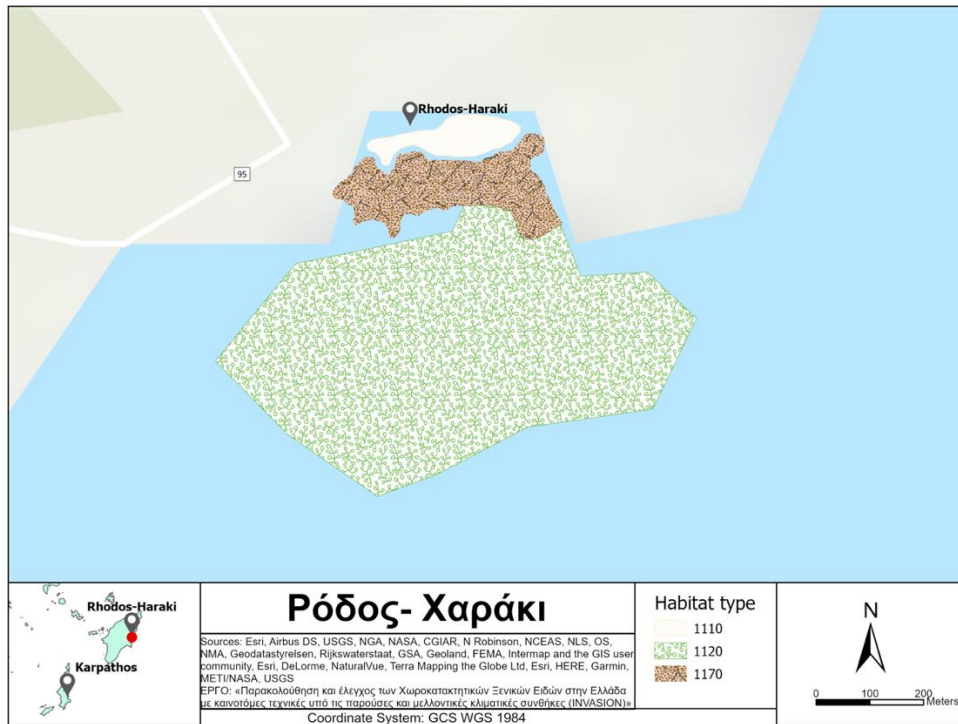 Rhodos-Haraki
95
Rhodos-Haraki
Karpathos
Ρόδος- Χαράκι
Sources: Esri, Airbus DS, USGS, NGA, NASA, CGIAR, N Robinson, NCEAS, NLS, OS,
NMA, Geodatastyrelsen, Rijkswaterstaat, GSA, Geoland, FEMA, Intermap and the GIS user
community, Esri, DeLorme, NaturalVue, Terra Mapping the Globe Ltd, Esri, HERE, Garmin,
METI/NASA, USGS
ΕΡΓΟ: «Παρακολούθηση και έλεγχος των Χωροκατακτητικών Ξενικών Ειδών στην Ελλάδα
με καινοτόμες τεχνικές υπό τις παρούσες και μελλοντικές κλιματικές συνθήκες (INVASION)»
Coordinate System: GCS WGS 1984
Habitat type
1110
1120
1170
N
0 100 200
Meters